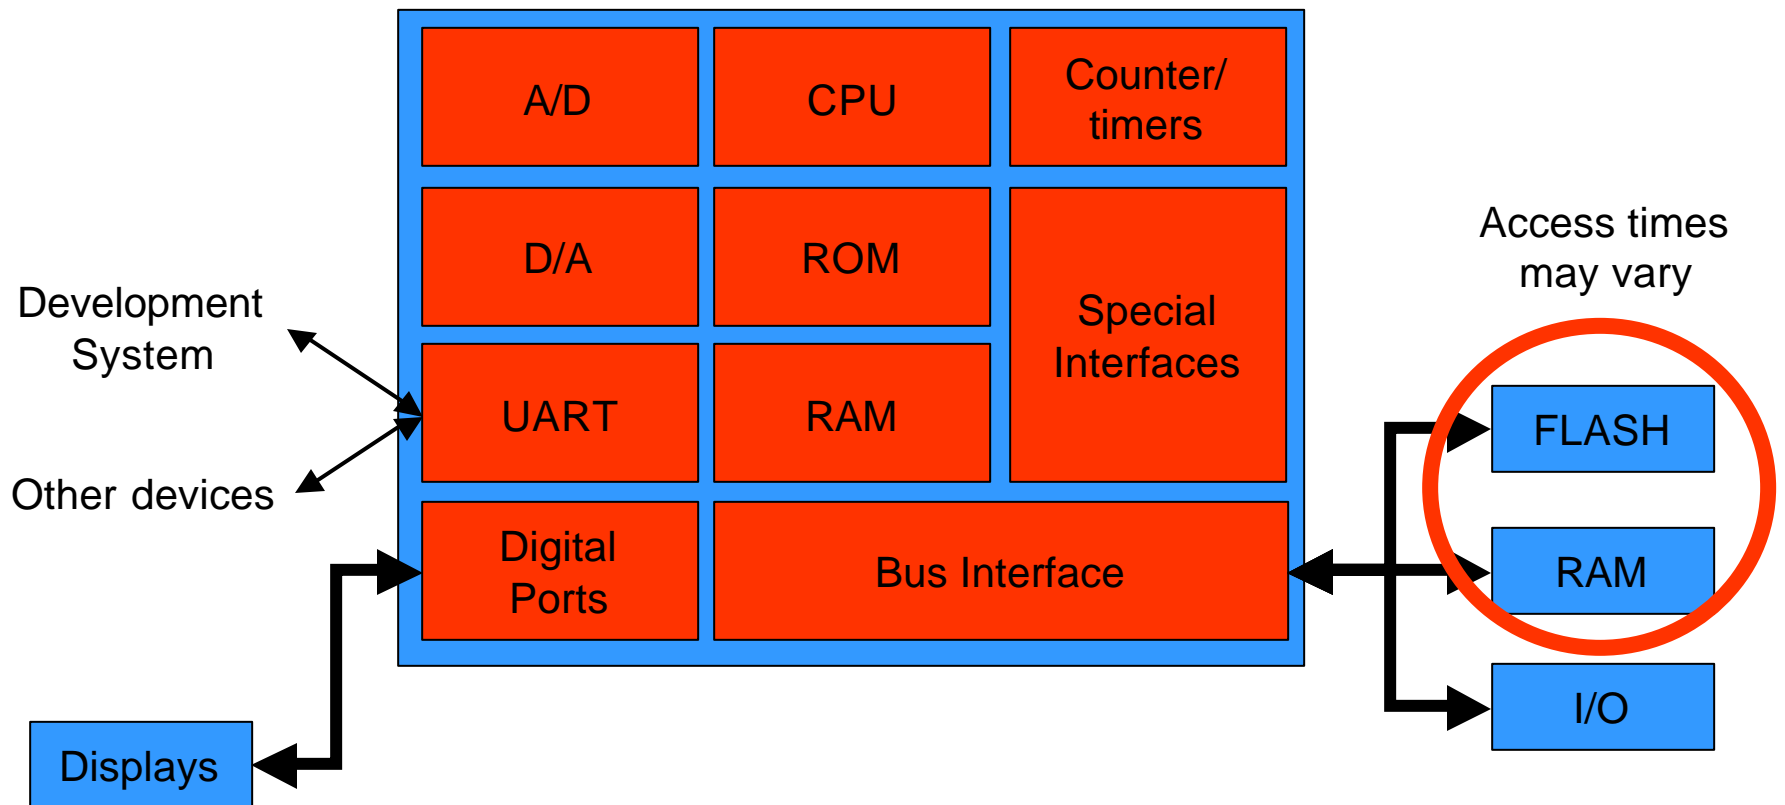 A/D
CPU
Counter/
timers
D/A
ROM
Special
Interfaces
Access times
may vary
Development
System
UART
RAM
FLASH
Other devices
Digital
Ports
Bus Interface
RAM
I/O
Displays